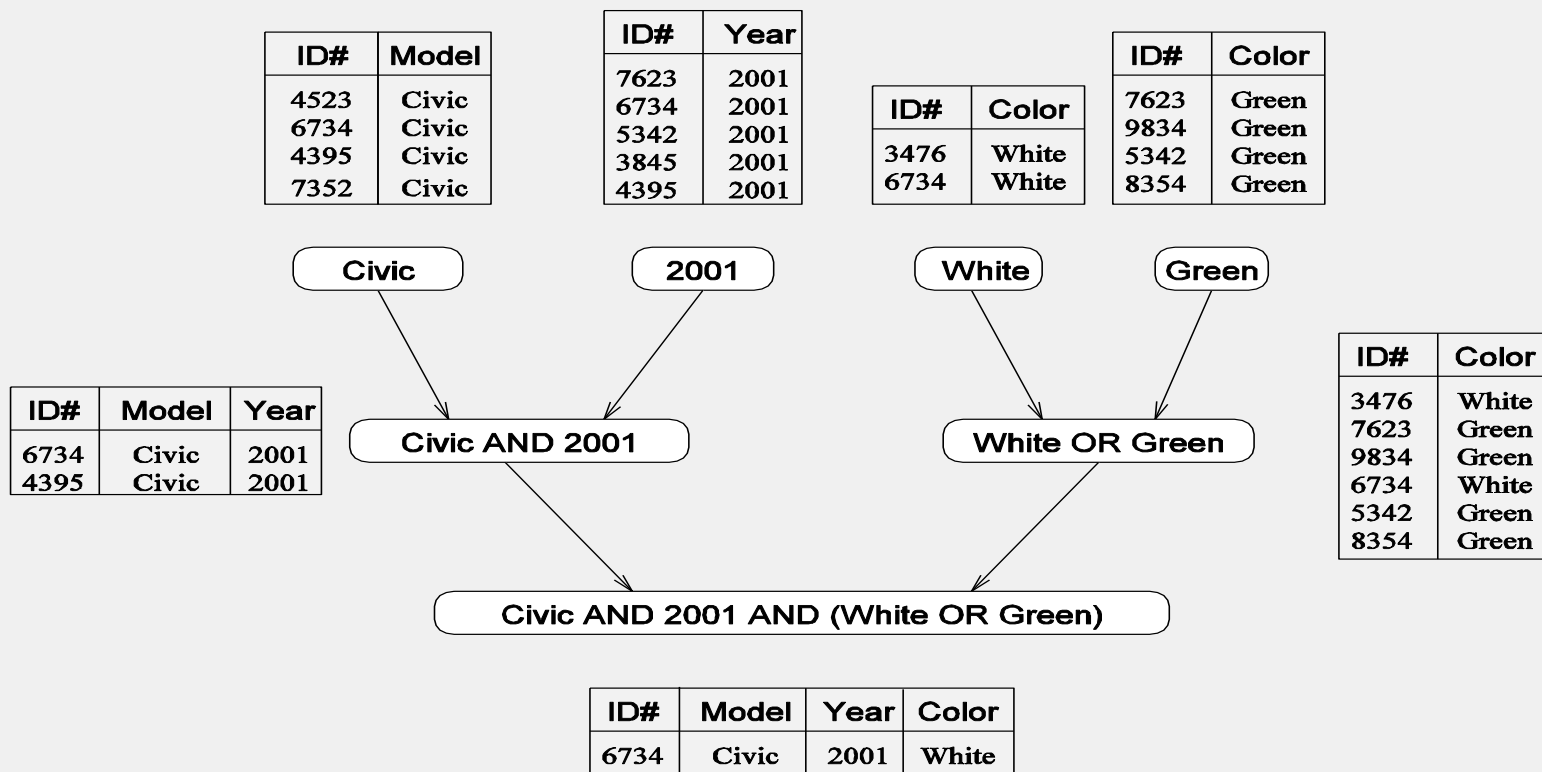 ID# Model
4523 Civic
6734 Civic
4395 Civic
7352 Civic
ID# Year
7623 2001
6734 2001
5342 2001
3845 2001
4395 2001
ID# Color
3476 White
6734 White
ID# Color
7623 Green
9834 Green
5342 Green
8354 Green
Civic
2001
White
Green
ID# Model Year
6734 Civic 2001
4395 Civic 2001
Civic AND 2001
White OR Green
ID# Color
3476 White
7623 Green
9834 Green
6734 White
5342 Green
8354 Green
Civic AND 2001 AND (White OR Green)
ID# Model Year Color
6734 Civic 2001 White